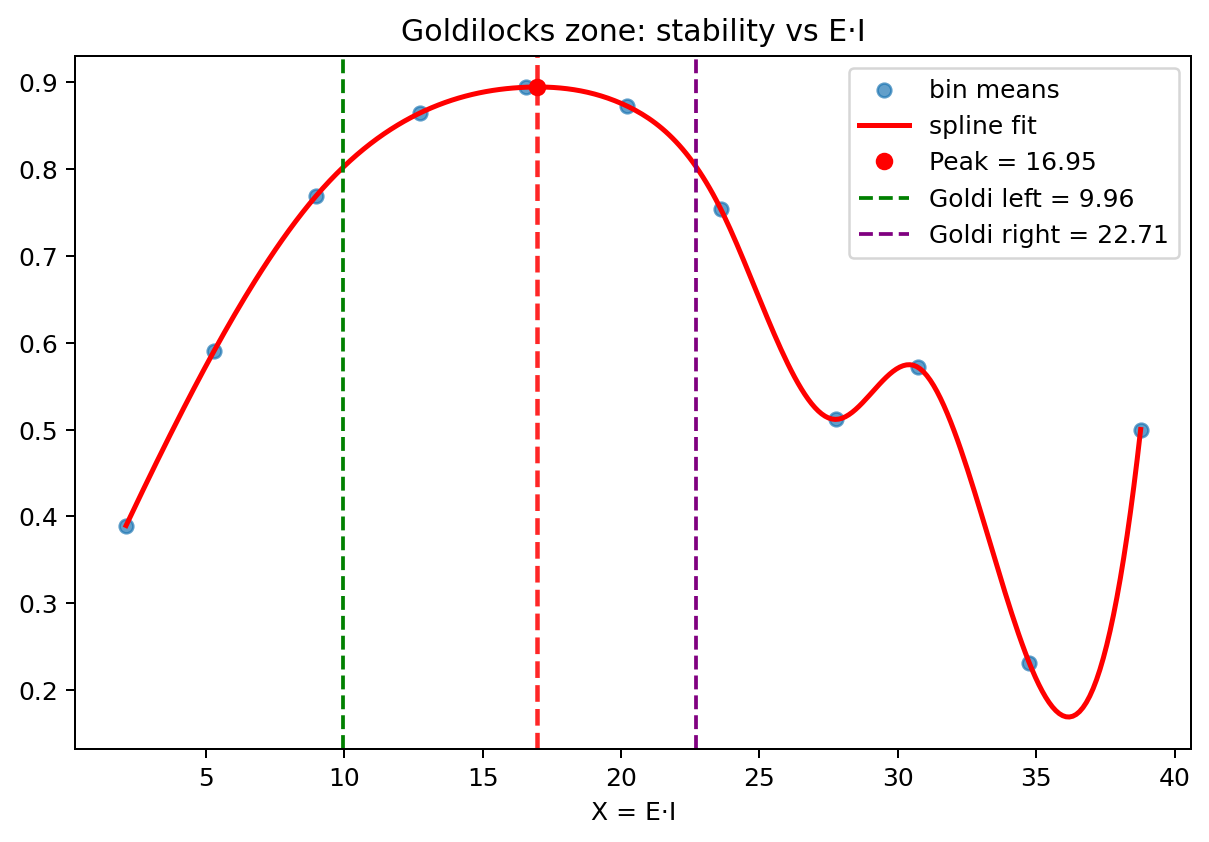 Goldilocks zone: stability vs E·I
bin means
spline fit
Peak = 16.95
Goldi left = 9.96
Goldi right = 22.71
0.9
0.8
0.7
0.6
0.5
0.4
0.3
0.2
5 10 15 20 25 30 35 40
X = E·I